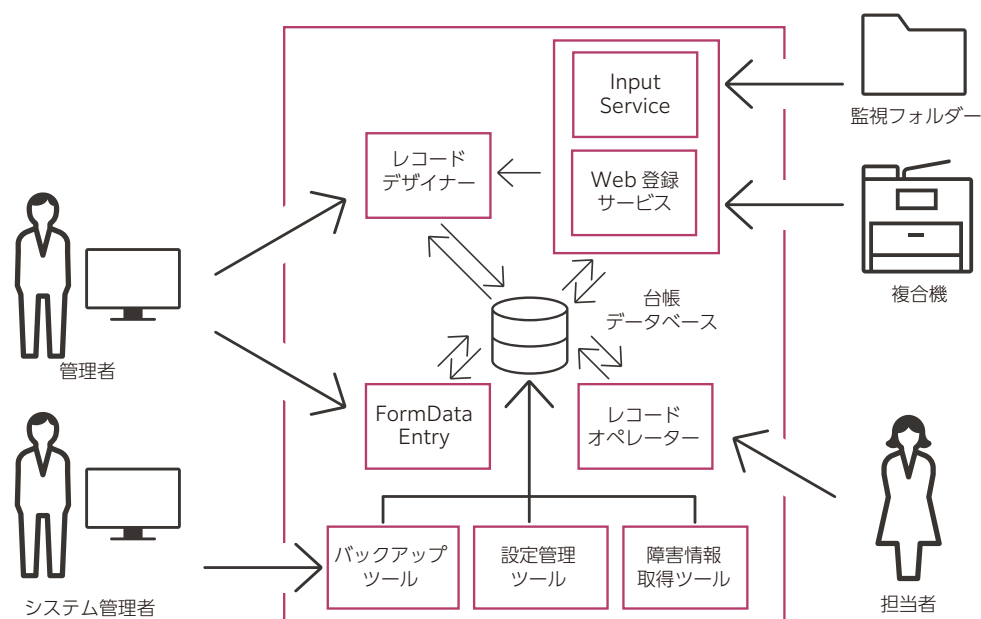 Input
Service
監視フォルダー
レコード
デザイナー
Web 登録
サービス
複合機
台帳
データベース
管理者
FormData
Entry
レコード
オペレーター
バックアップ
ツール
設定管理
ツール
障害情報
取得ツール
システム管理者
担当者